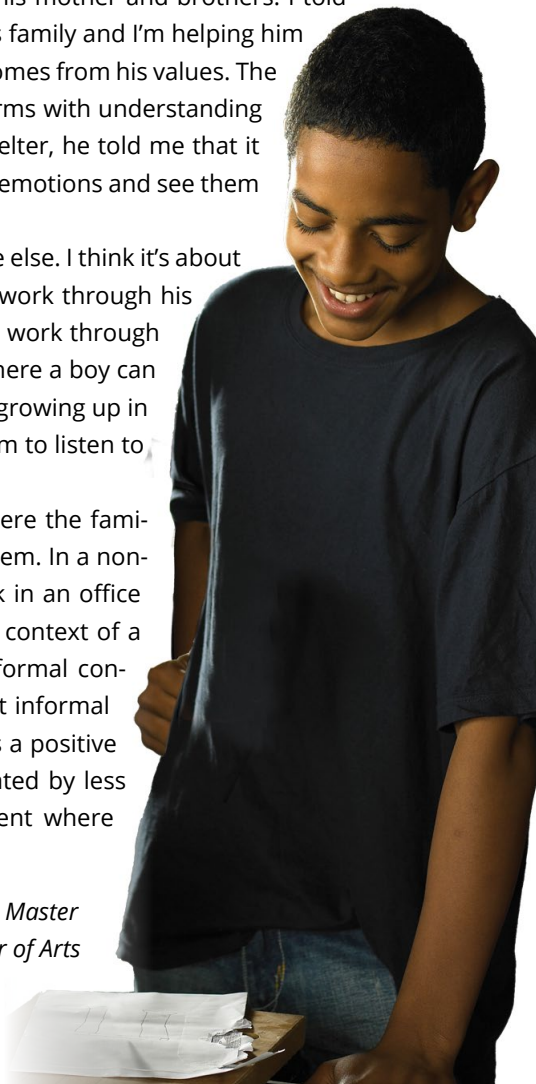 his mother and brothers. I told
s family and I'm helping him
omes from his values. The
rms with understanding
elter, he told me that it
emotions and see them
e else. I think it's about
work through his
work through
here a boy can
growing up in
m to listen to
ere the fami-
em. In a non-
k in an office
context of a
formal con-
t informal
s a positive
ated by less
ent where
Master
r of Arts